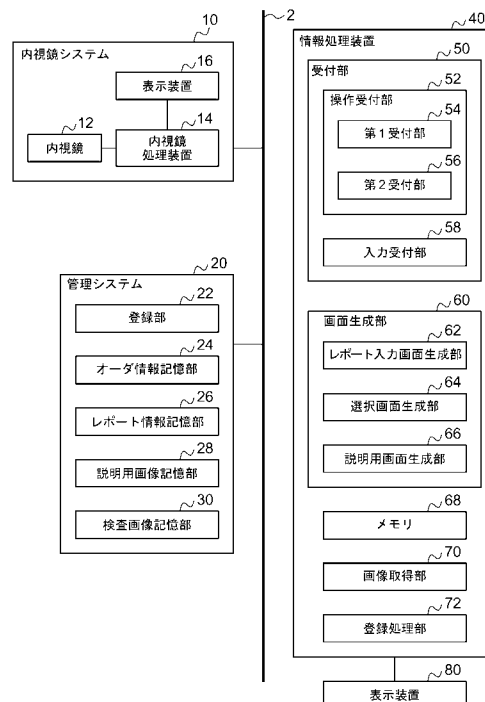 10
内視鏡システム
16
表示装置
12
内視鏡
14
内視鏡
処理装置
2
20
管理システム
22
登録部
24
オーダ情報記憶部
26
レポート情報記憶部
28
説明用画像記憶部
30
検査画像記憶部
40
情報処理装置
50
受付部
52
操作受付部
54
第1受付部
56
第2受付部
58
入力受付部
60
画面生成部
62
レポート入力画面生成部
64
選択画面生成部
66
説明用画面生成部
68
メモリ
70
画像取得部
72
登録処理部
80
表示装置